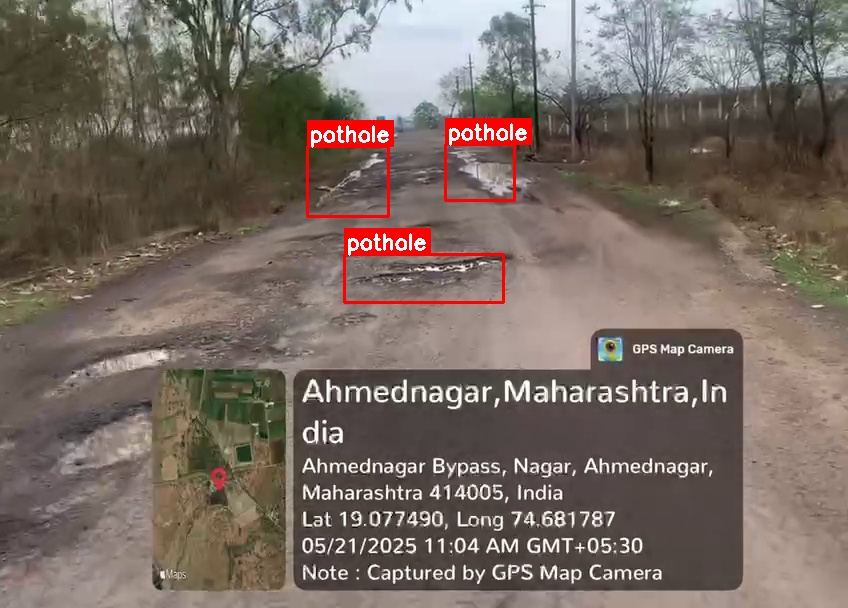 pothole
pothole
pothole
GPS Map Camera
Ahmednagar,Maharashtra,In
dia
Ahmednagar Bypass, Nagar, Ahmednagar,
Maharashtra 414005, India
Lat 19.077490, Long 74.681787
05/21/2025 11:04 AM GMT+05:30
Note : Captured by GPS Map Camera
Maps